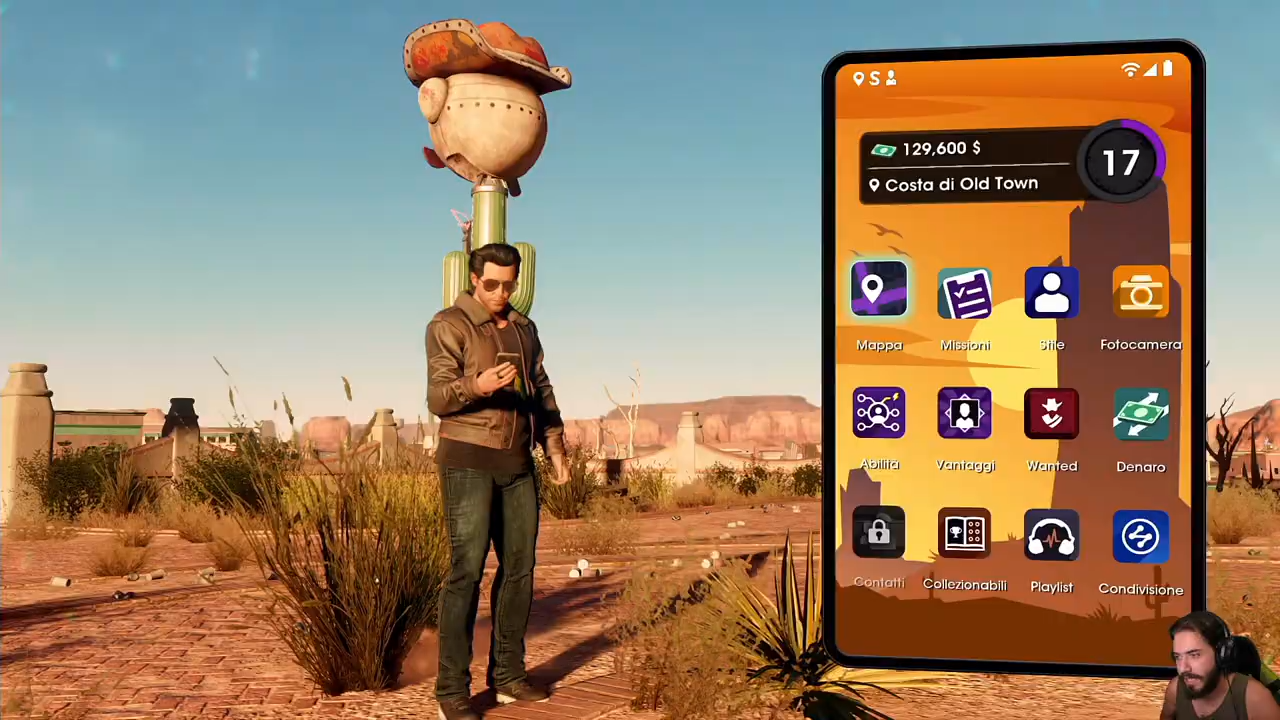 S
129,600 $
17
Costa di Old Town
Mappa
Missioni
Stile
Fotocamera
Abilità
Vantaggi
Wanted
Denaro
Contatti
Collezionabili
Playlist
Condivisione